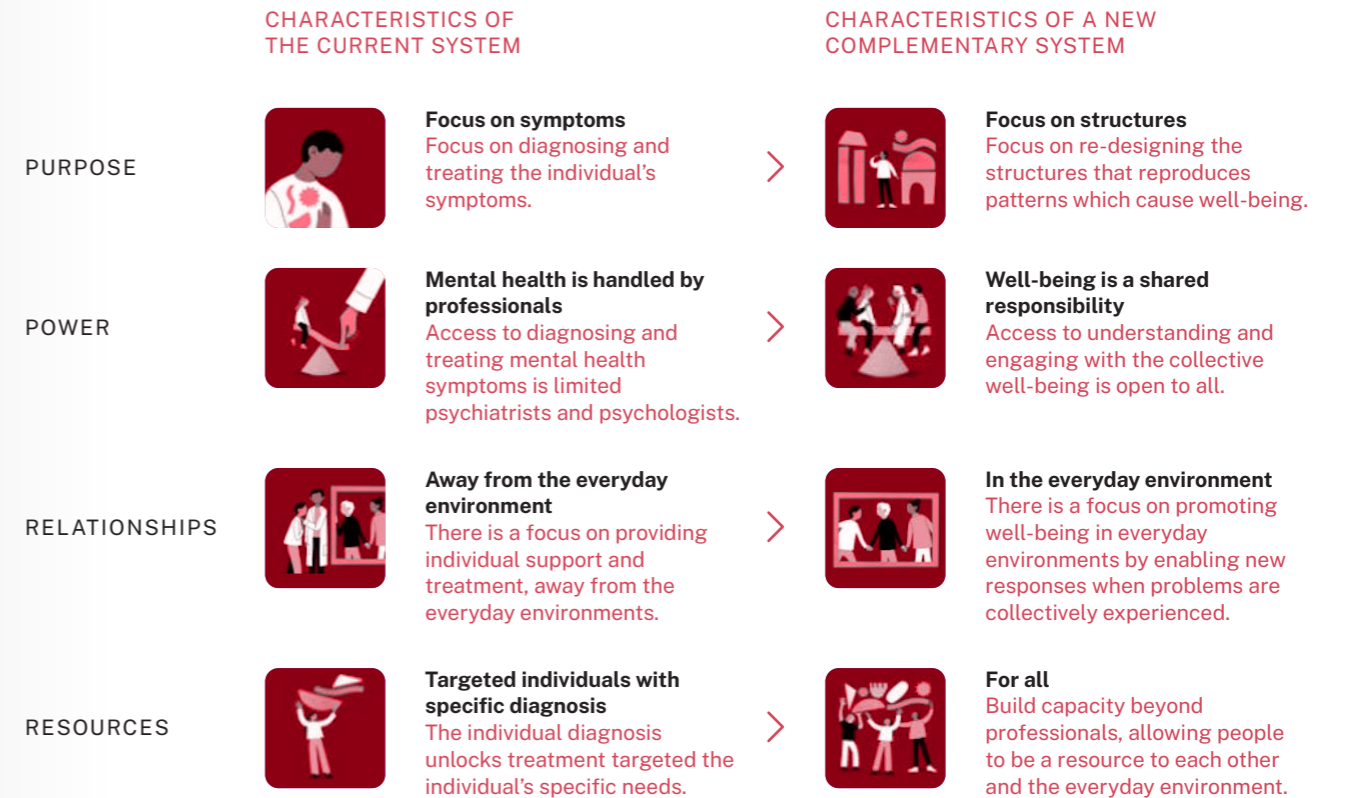 CHARACTERISTICS OF
THE CURRENT SYSTEM
CHARACTERISTICS OF A NEW
COMPLEMENTARY SYSTEM
PURPOSE
Focus on symptoms
Focus on diagnosing and
treating the individual’s
symptoms.
Focus on structures
Focus on re-designing the
structures that reproduces
patterns which cause well-being.
POWER
Mental health is handled by
professionals
Access to diagnosing and
treating mental health
symptoms is limited
psychiatrists and psychologists.
Well-being is a shared
responsibility
Access to understanding and
engaging with the collective
well-being is open to all.
RELATIONSHIPS
Away from the everyday
environment
There is a focus on providing
individual support and
treatment, away from the
everyday environments.
In the everyday environment
There is a focus on promoting
well-being in everyday
environments by enabling new
responses when problems are
collectively experienced.
RESOURCES
Targeted individuals with
specific diagnosis
The individual diagnosis
unlocks treatment targeted the
individual’s specific needs.
For all
Build capacity beyond
professionals, allowing people
to be a resource to each other
and the everyday environment.